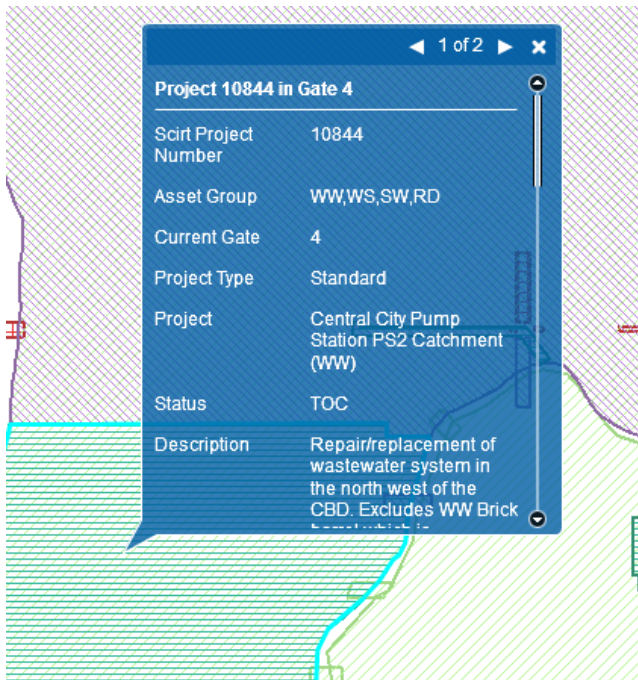 1 of 2
Project 10844 in Gate 4
Scirt Project Number 10844
Asset Group WW,WS,SW,RD
Current Gate 4
Project Type Standard
Project Central City Pump
Station PS2 Catchment
(WW)
Status TOC
Description Repair/replacement of
wastewater system in
the north west of the
CBD. Excludes WW Brick